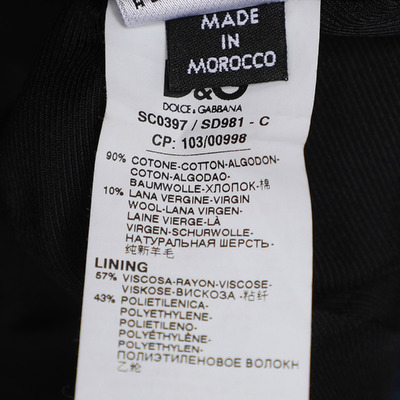 MADE
IN
MOROCCO
D&G
DOLCE & GABBANA
SC0397 / SD981 - C
CP: 103/00998
90% COTONE-COTTON-ALGODON-
COTON-ALGODAO-
BAUMWOLLE-ХЛОПОК-棉
10% LANA VERGINE-VIRGIN
WOOL-LANA VIRGEN-
LAINE VIERGE-LÃ
VIRGEN-SCHURWOLLE-
НАТУРАЛЬНАЯ ШЕРСТЬ-
纯新羊毛
LINING
57% VISCOSA-RAYON-VISCOSE-
VISKOSE-ВИСКОЗА-粘纤
43% POLIETILENICA-
POLYETHYLENE-
POLIETILENO-
POLYÉTHYLÈNE-
POLYETHYLEN-
ПОЛИЭТИЛЕНОВОЕ ВОЛОКН
乙纶